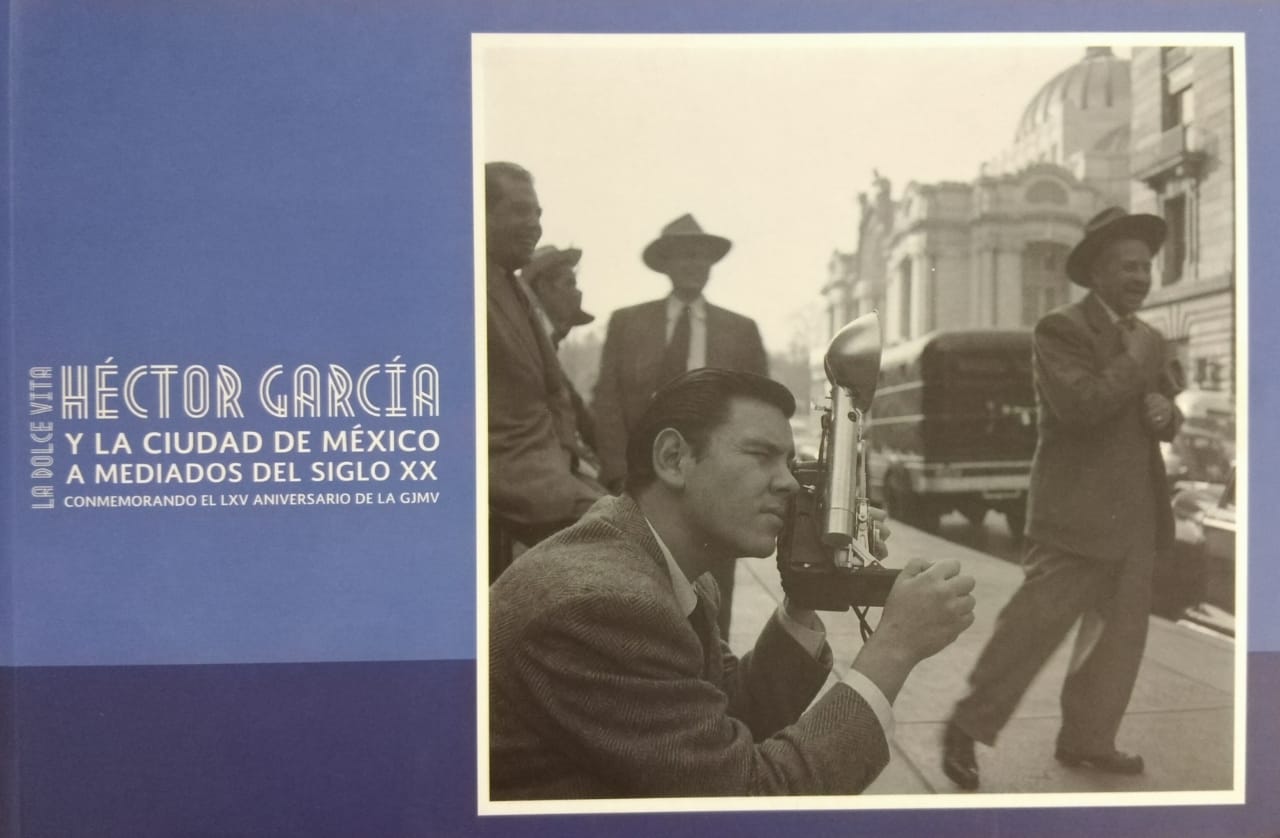 LA DOLCE VITA
HÉCTOR GARCÍA
Y LA CIUDAD DE MÉXICO
A MEDIADOS DEL SIGLO XX
CONMEMORANDO EL LXV ANIVERSARIO DE LA GJMV